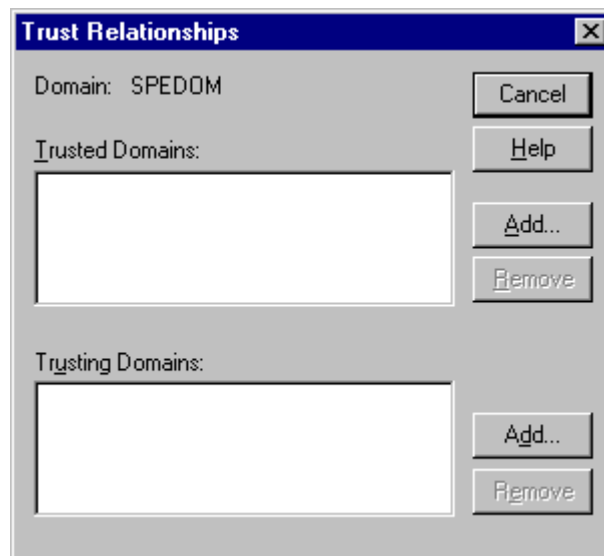 Trust Relationships
Domain: SPEDOM
Cancel
Help
Trusted Domains:
Add...
Remove
Trusting Domains:
Add...
Remove